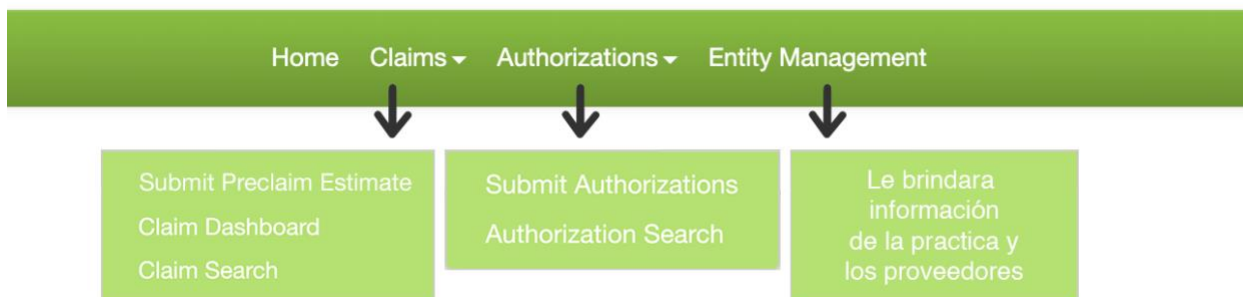 Home Claims Authorizations Entity Management
Submit Preclaim Estimate
Claim Dashboard
Claim Search
Submit Authorizations
Authorization Search
Le brindara
información
de la practica y
los proveedores